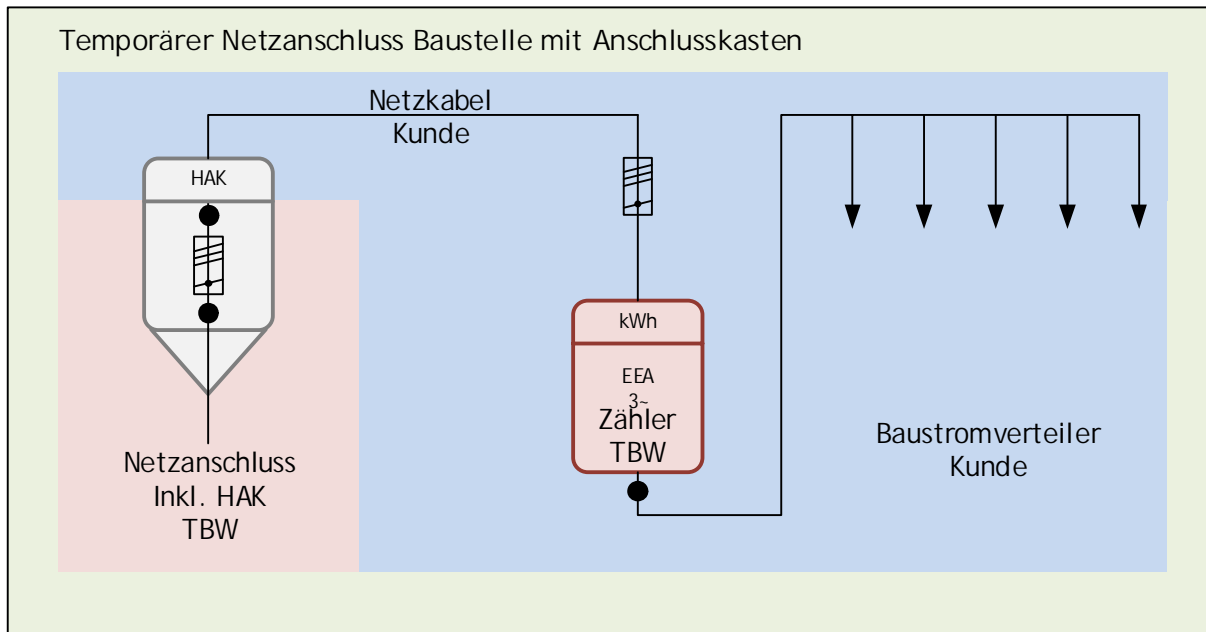 Temporärer Netzanschluss Baustelle mit Anschlusskasten
Netzkabel
Kunde
HAK
kWh
EEA
3~
Zähler
TBW
Baustromverteiler
Kunde
Netzanschluss
Inkl. HAK
TBW